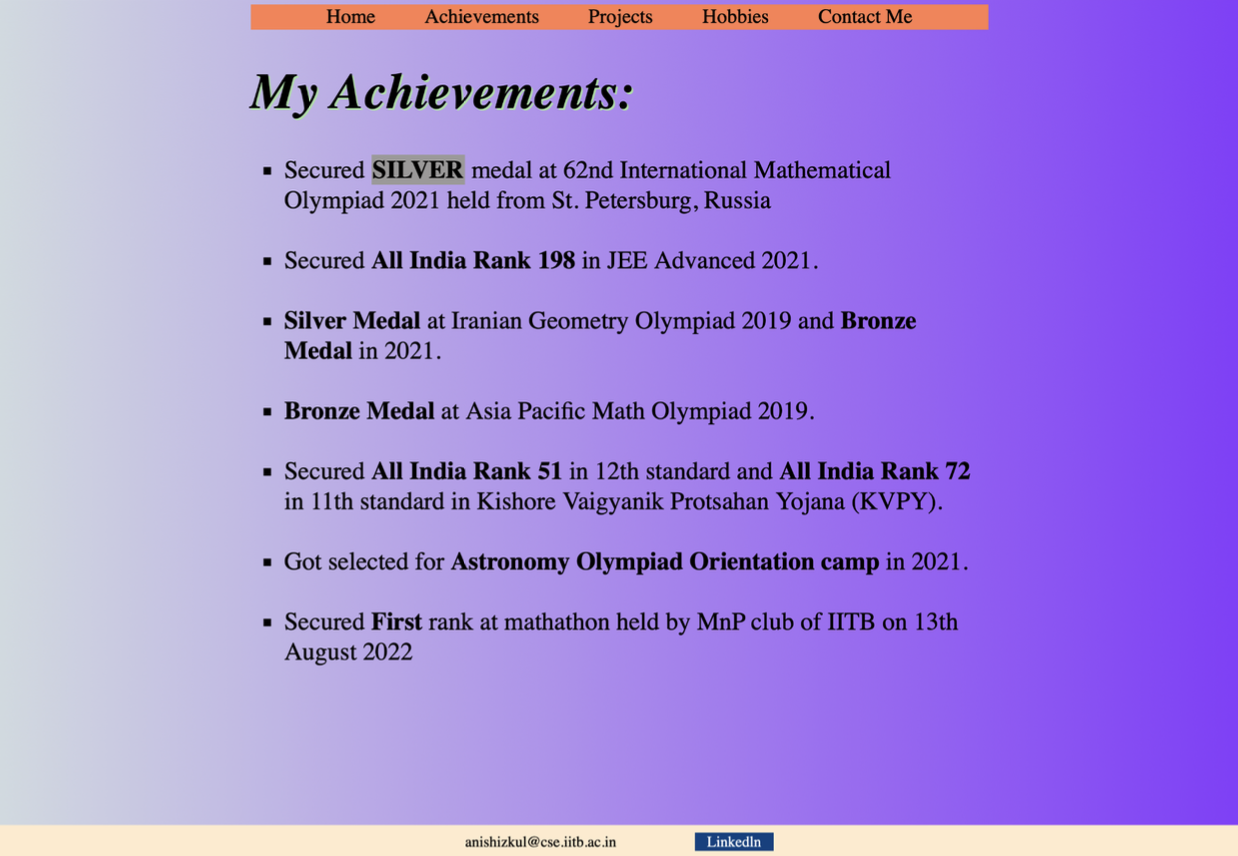 Home Achievements Projects Hobbies Contact Me
My Achievements:
Secured SILVER medal at 62nd International Mathematical
Olympiad 2021 held from St. Petersburg, Russia
Secured All India Rank 198 in JEE Advanced 2021.
Silver Medal at Iranian Geometry Olympiad 2019 and Bronze
Medal in 2021.
Bronze Medal at Asia Pacific Math Olympiad 2019.
Secured All India Rank 51 in 12th standard and All India Rank 72
in 11th standard in Kishore Vaigyanik Protsahan Yojana (KVPY).
Got selected for Astronomy Olympiad Orientation camp in 2021.
Secured First rank at mathathon held by MnP club of IITB on 13th
August 2022
anishizkul@cse.iitb.ac.in LinkedIn